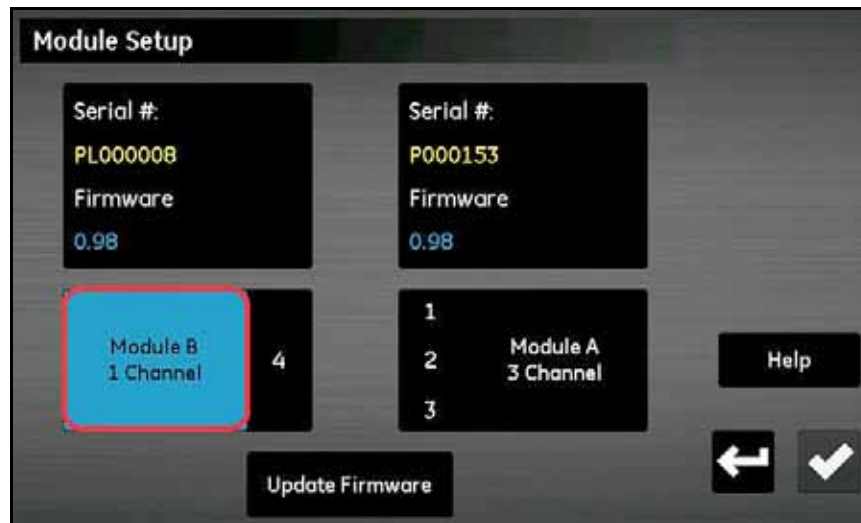 Module Setup
Serial #:
PL000008
Firmware
0.98
Serial #:
P000153
Firmware
0.98
Module B
1 Channel
4
1
2
3
Module A
3 Channel
Help
Update Firmware